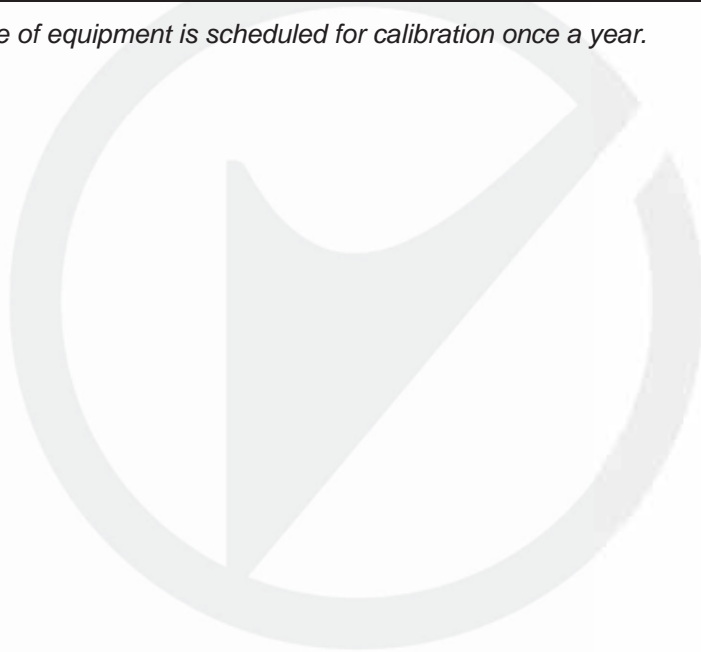 e of equipment is scheduled for calibration once a year.